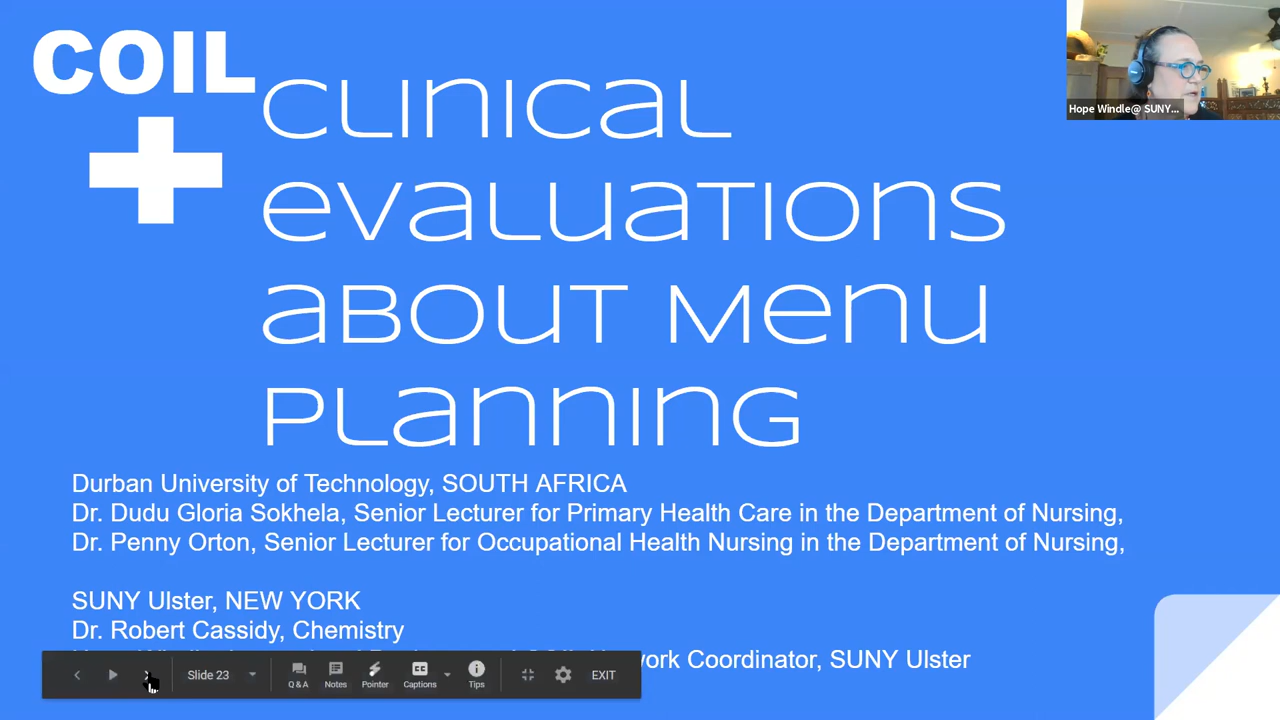 COIL
+
CLINICAL
evaluations
aBOUT Menu
Planning
Durban University of Technology, SOUTH AFRICA
Dr. Dudu Gloria Sokhela, Senior Lecturer for Primary Health Care in the Department of Nursing,
Dr. Penny Orton, Senior Lecturer for Occupational Health Nursing in the Department of Nursing,
SUNY Ulster, NEW YORK
Dr. Robert Cassidy, Chemistry
Coordinator, SUNY Ulster
Hope Windle@ SUNY...
Slide 23
Q & A
Notes
Pointer
CC
Captions
Tips
EXIT